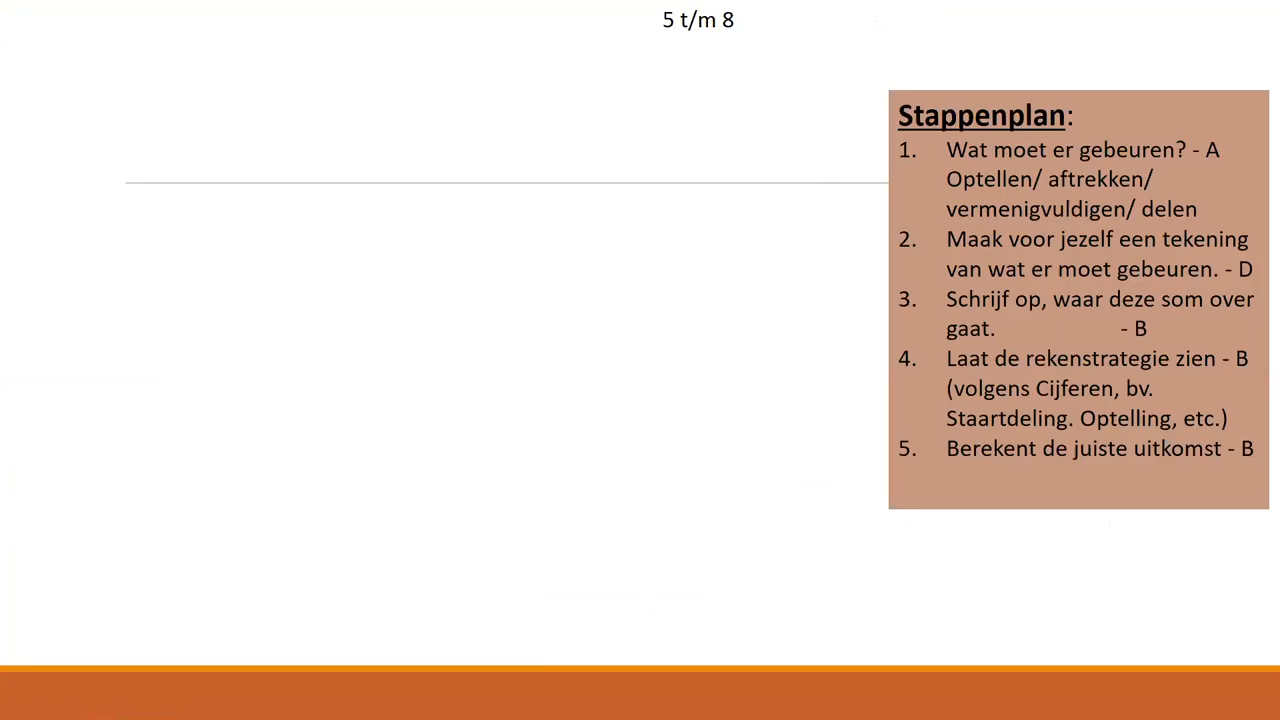 5 t/m 8
Stappenplan:
1. Wat moet er gebeuren? - A
Optellen/ aftrekken/
vermenigvuldigen/ delen
2. Maak voor jezelf een tekening
van wat er moet gebeuren. - D
3. Schrijf op, waar deze som over
gaat. - B
4. Laat de rekenstrategie zien - B
(volgens Cijferen, bv.
Staartdeling. Optelling, etc.)
5. Berekent de juiste uitkomst - B